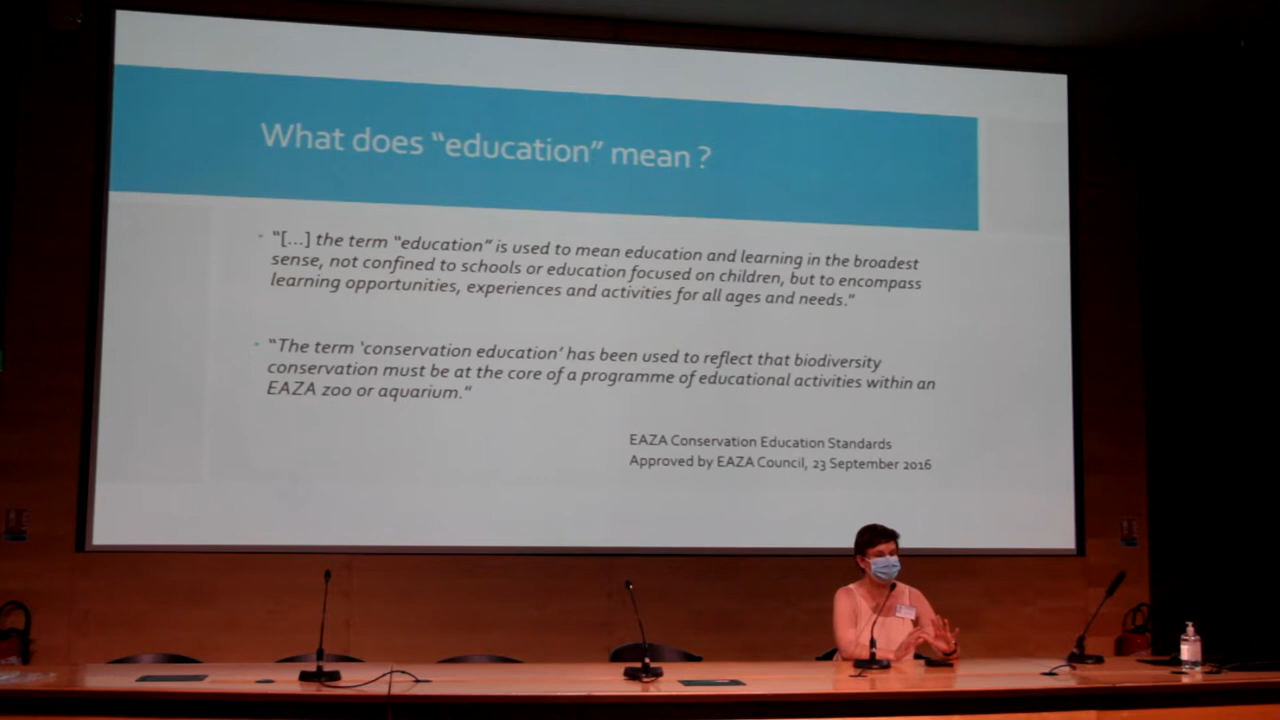 What does “education” mean ?
“[...] the term “education” is used to mean education and learning in the broadest
sense, not confined to schools or education focused on children, but to encompass
learning opportunities, experiences and activities for all ages and needs.”
“The term ‘conservation education’ has been used to reflect that biodiversity
conservation must be at the core of a programme of educational activities within an
EAZA zoo or aquarium.”
EAZA Conservation Education Standards
Approved by EAZA Council, 23 September 2016